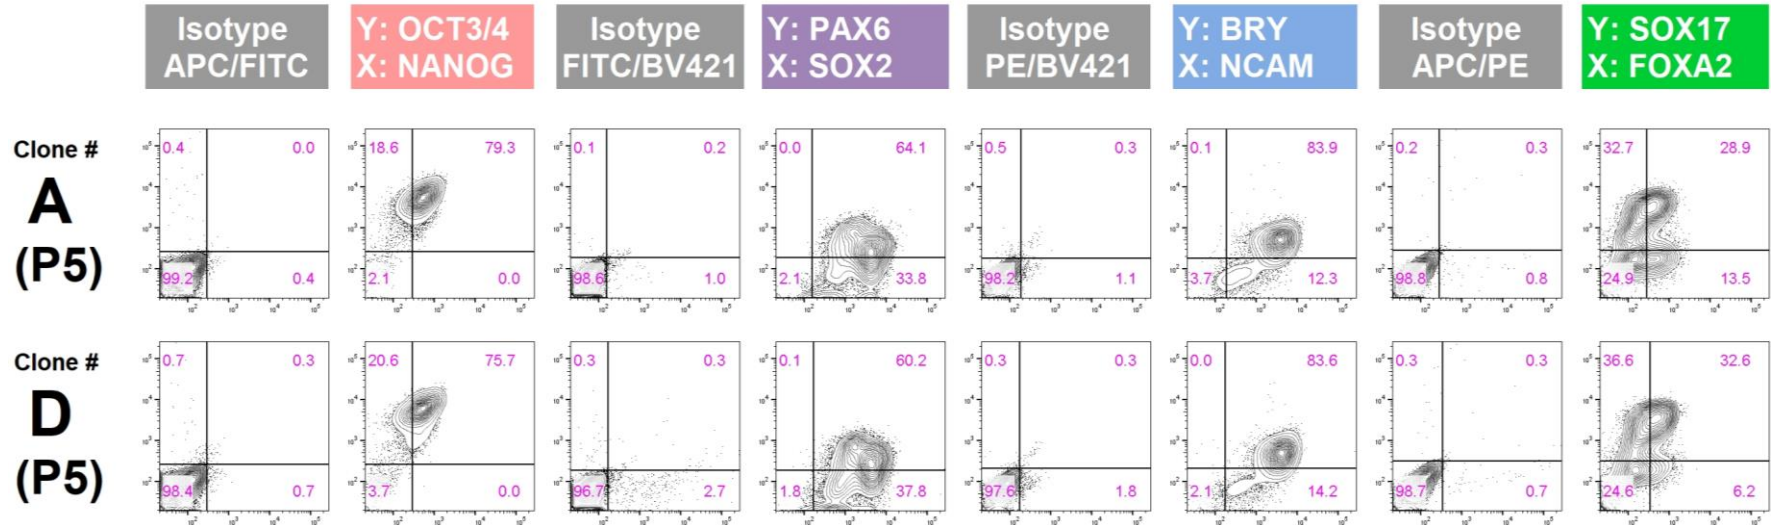 Isotype
APC/FITC
Y: OCT3/4
X: NANOG
Isotype
FITC/BV421
Y: PAX6
X: SOX2
Isotype
PE/BV421
Y: BRY
X: NCAM
Isotype
APC/PE
Y: SOX17
X: FOXA2
Clone #
A
(P5)
0.4 0.0
99.2 0.4
18.6 79.3
2.1 0.0
0.1 0.2
98.6 1.0
0.0 64.1
2.1 33.8
0.5 0.3
98.2 1.1
0.1 83.9
3.7 12.3
0.2 0.3
98.8 0.8
32.7 28.9
24.9 13.5
Clone #
D
(P5)
0.7 0.3
98.4 0.7
20.6 75.7
3.7 0.0
0.3 0.3
96.7 2.7
0.1 60.2
1.8 37.8
0.3 0.3
97.6 1.8
0.0 83.6
2.1 14.2
0.3 0.3
98.7 0.7
36.6 32.6
24.6 6.2